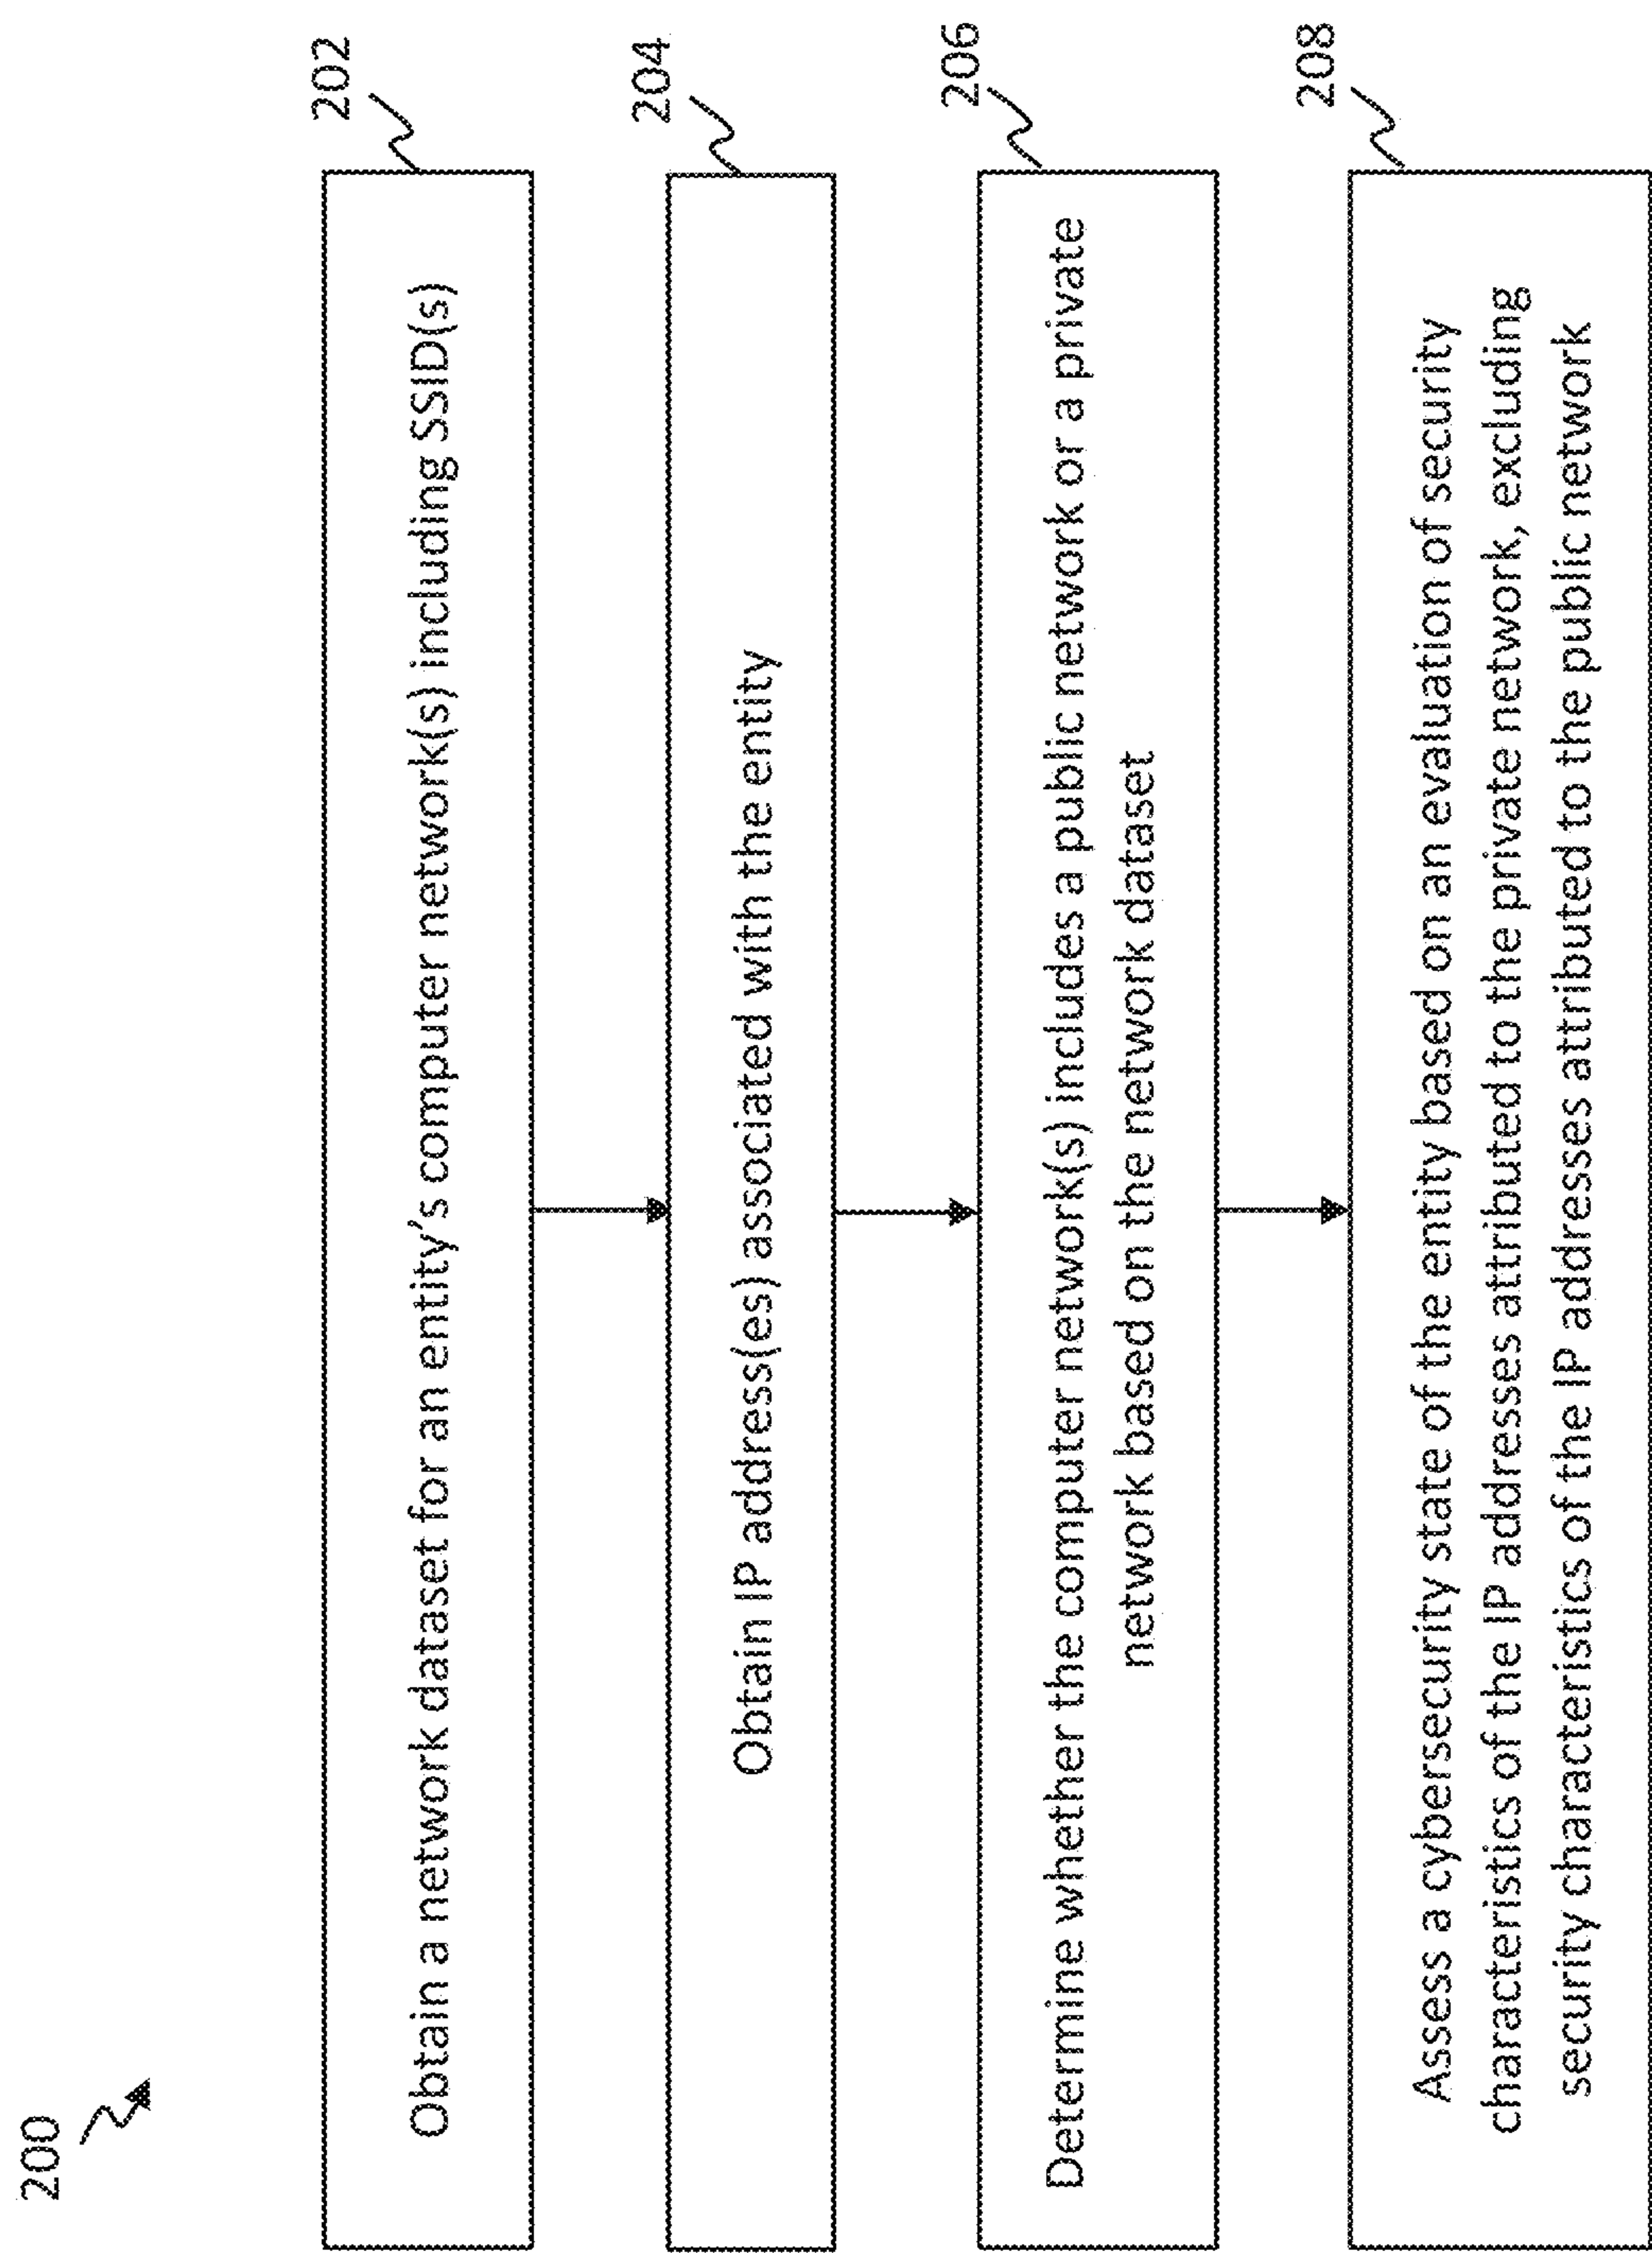 200
202
Obtain a network dataset for an entity's computer network(s) including SSID(s)
204
Obtain IP address(es) associated with the entity
206
Determine whether the computer network(s) includes a public network or a private
network based on the network dataset
208
Assess a cybersecurity state of the entity based on an evaluation of security
characteristics of the IP addresses attributed to the private network, excluding
security characteristics of the IP addresses attributed to the public network